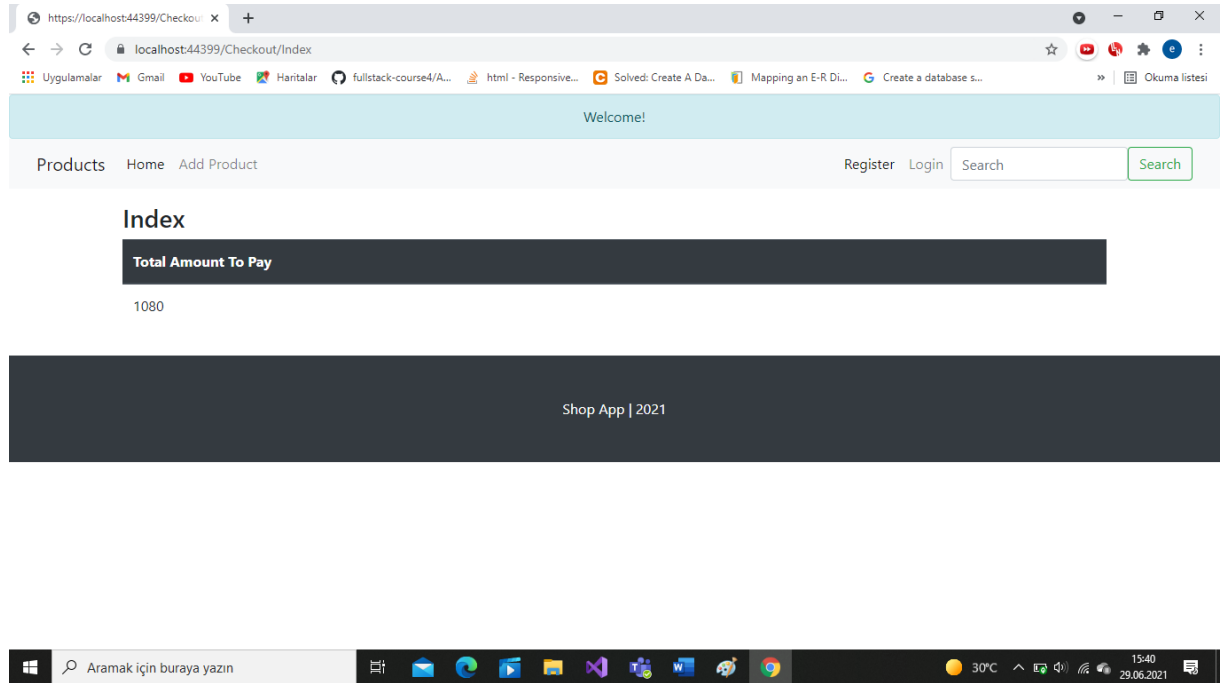 https://localhost:44399/Checkou
localhost:44399/Checkout/Index
Uygulamalar Gmail YouTube Haritalar fullstack-course4/A... html - Responsive... Solved: Create A Da... Mapping an E-R Di... Create a database s... » Okuma listesi
Welcome!
Products Home Add Product Register Login Search Search
Index
Total Amount To Pay
1080
Shop App | 2021
Aramak için buraya yazın 30°C 15:40
29.06.2021